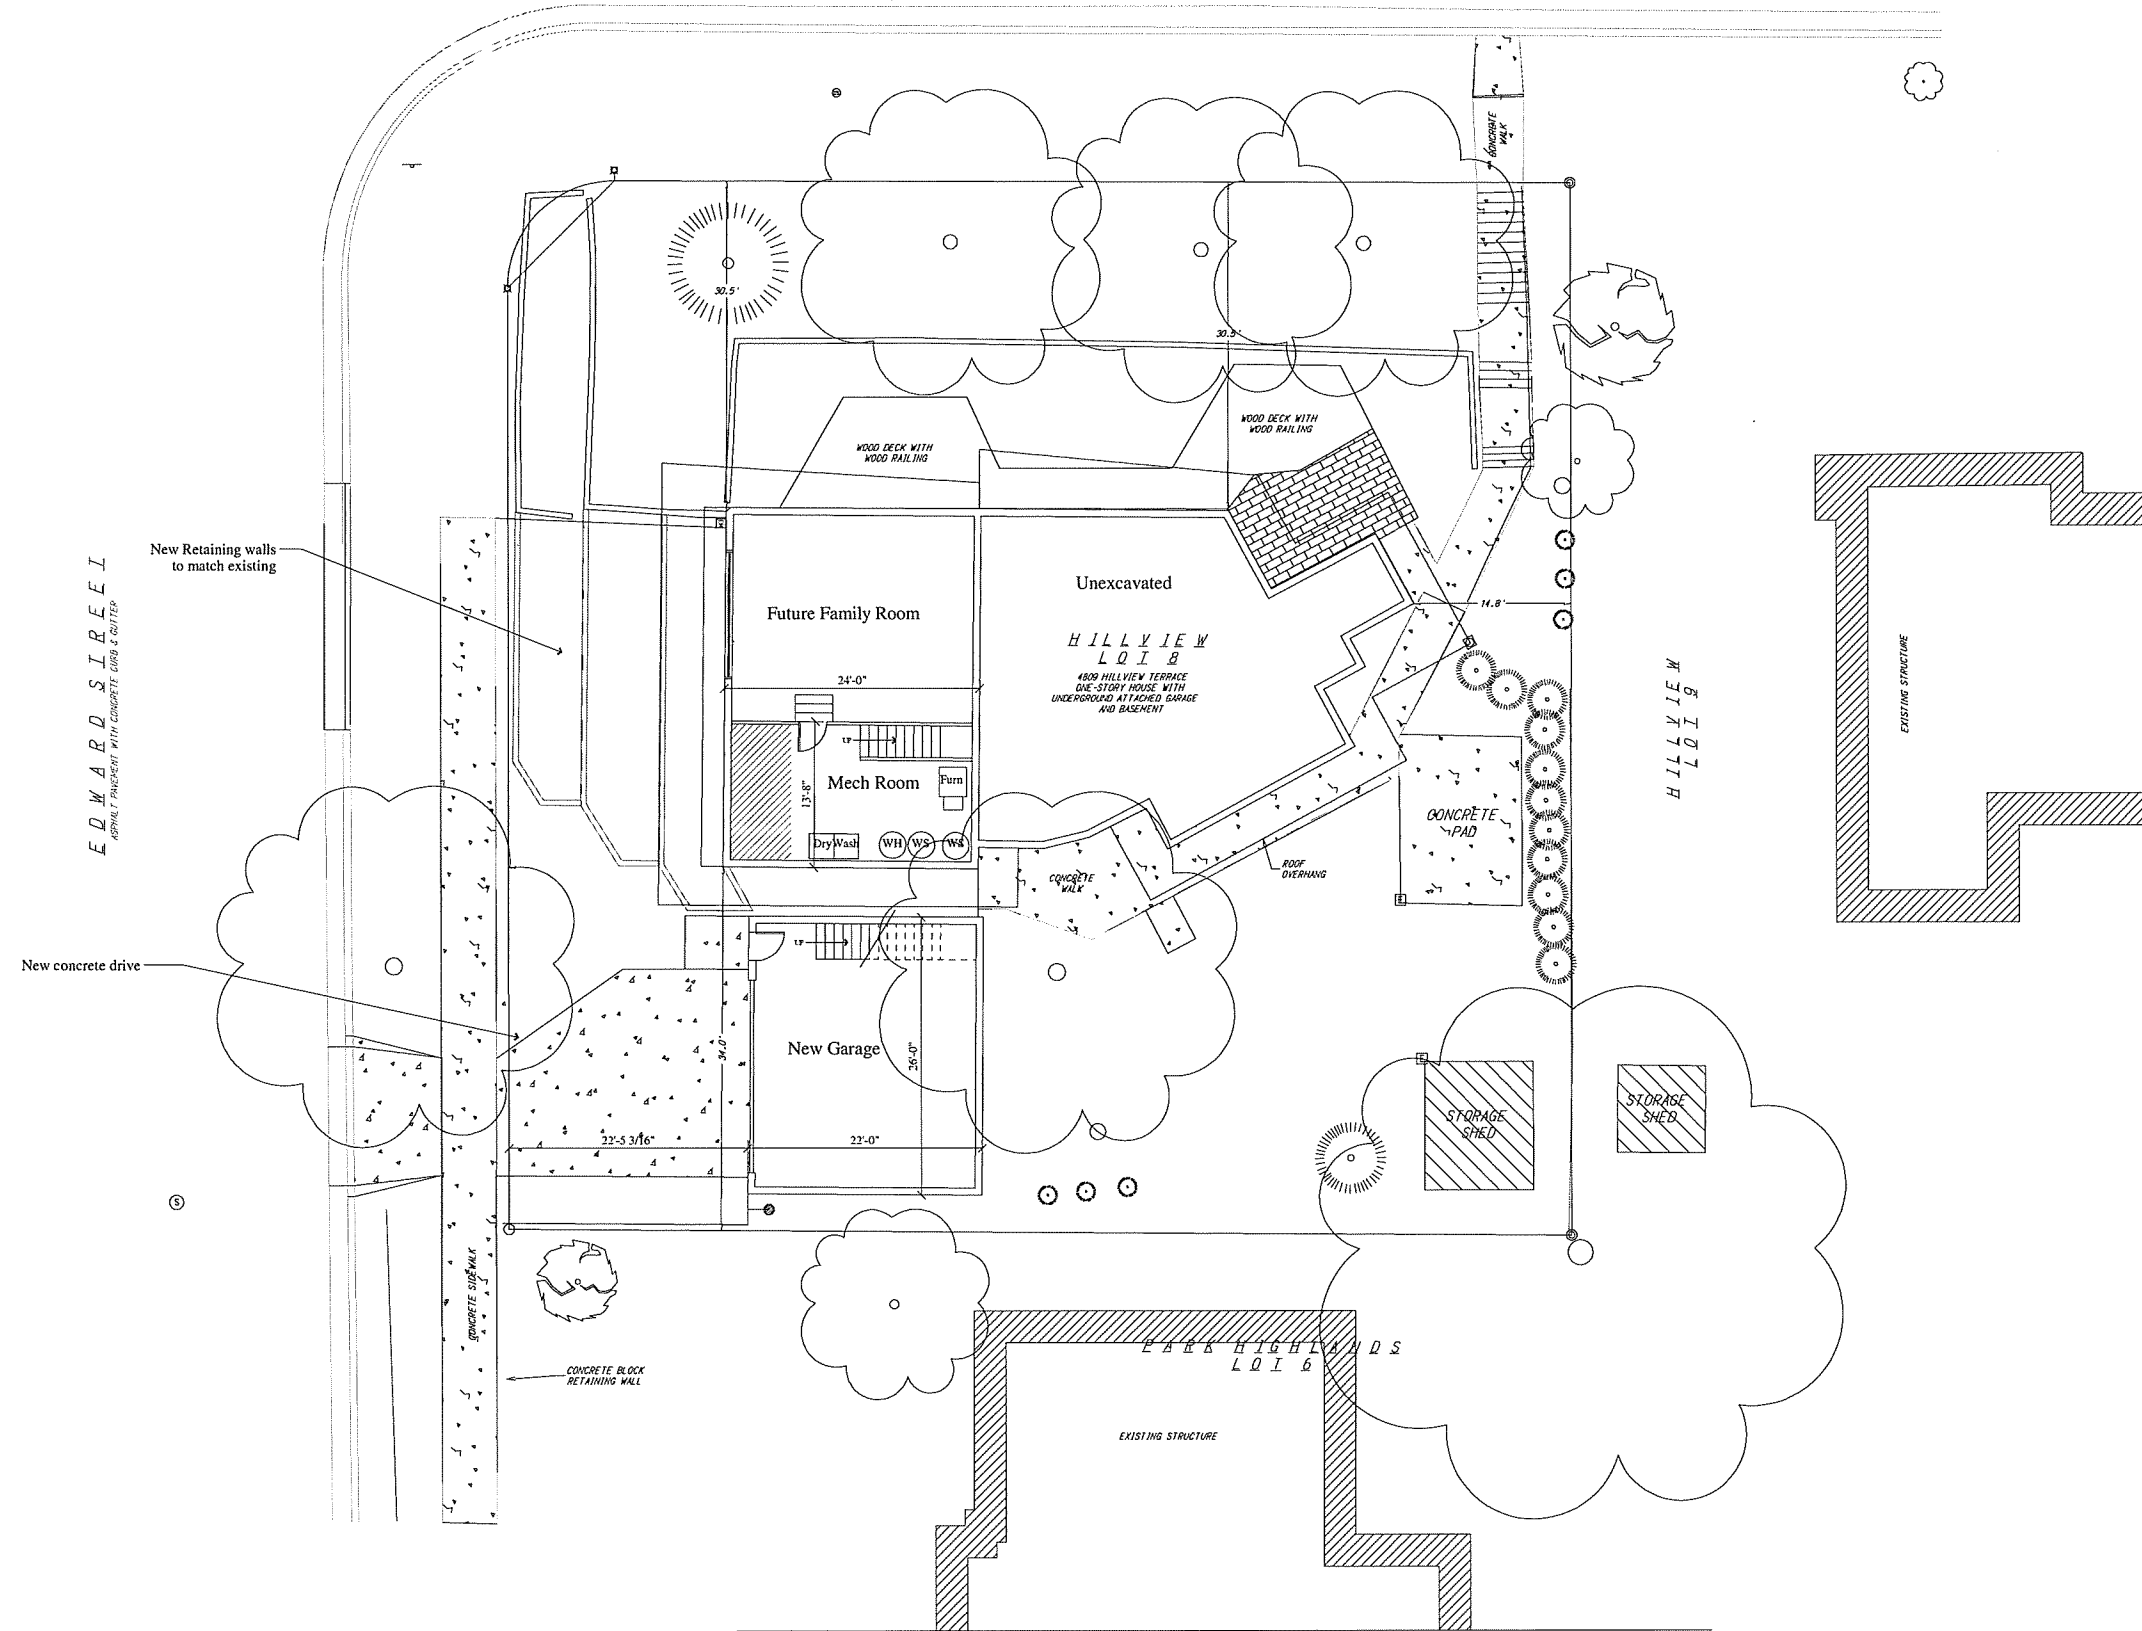 CONCRETE
WALK
30.5'
30.5'
WOOD DECK WITH
WOOD RAILING
WOOD DECK WITH
WOOD RAILING
New Retaining walls
to match existing
EDWARD STREET
ASPHALT PAVEMENT WITH CONCRETE CURB & GUTTER
Future Family Room
Unexcavated
14.8'
HILLVIEW
LOT 8
4809 HILLVIEW TERRACE
ONE-STORY HOUSE WITH
UNDERGROUND ATTACHED GARAGE
AND BASEMENT
24'-0"
HILLVIEW
LOT 9
EXISTING STRUCTURE
UP
Mech Room
Furn
13'-8"
Dry
Wash
WH
WS
WS
CONCRETE
PAD
CONCRETE
WALK
ROOF
OVERHANG
UP
New concrete drive
34.0'
New Garage
26'-0"
22'-5 3/16"
22'-0"
STORAGE
SHED
STORAGE
SHED
S
CONCRETE SIDEWALK
CONCRETE BLOCK
RETAINING WALL
PARK HIGHLANDS
LOT 6
EXISTING STRUCTURE